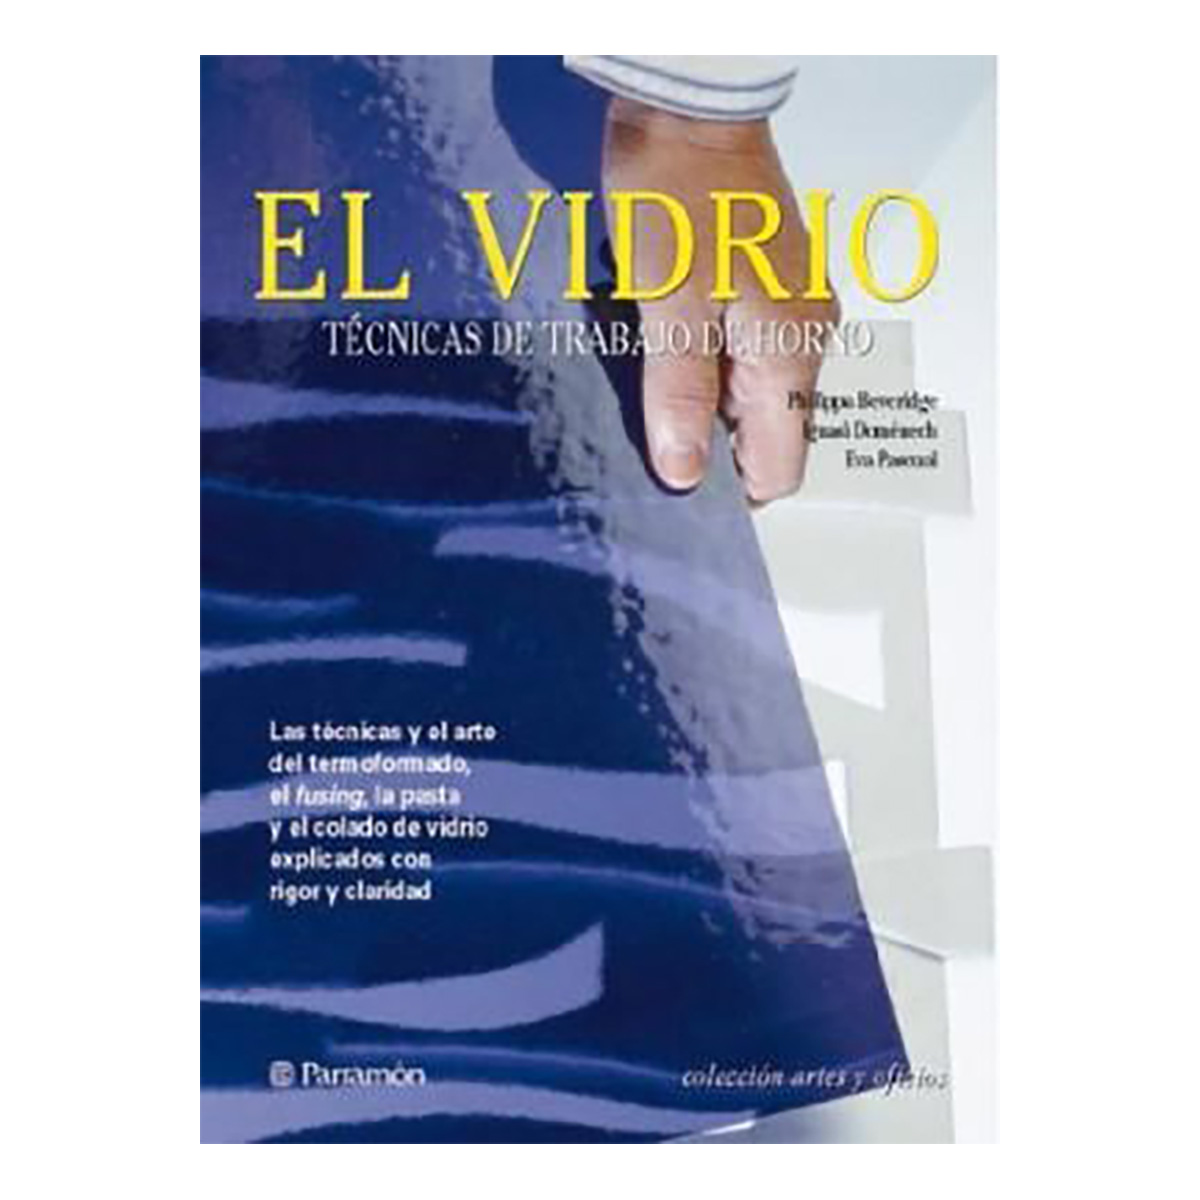 EL VIDRIO
TÉCNICAS DE TRABAJO DE HORNO
Philippa Beveridge
Ignasi Doménech
Eva Pascual
Las técnicas y el arte
del termoformado,
el fusing, la pasta
y el colado de vidrio
explicados con
rigor y claridad
Parramón
colección artes y oficios